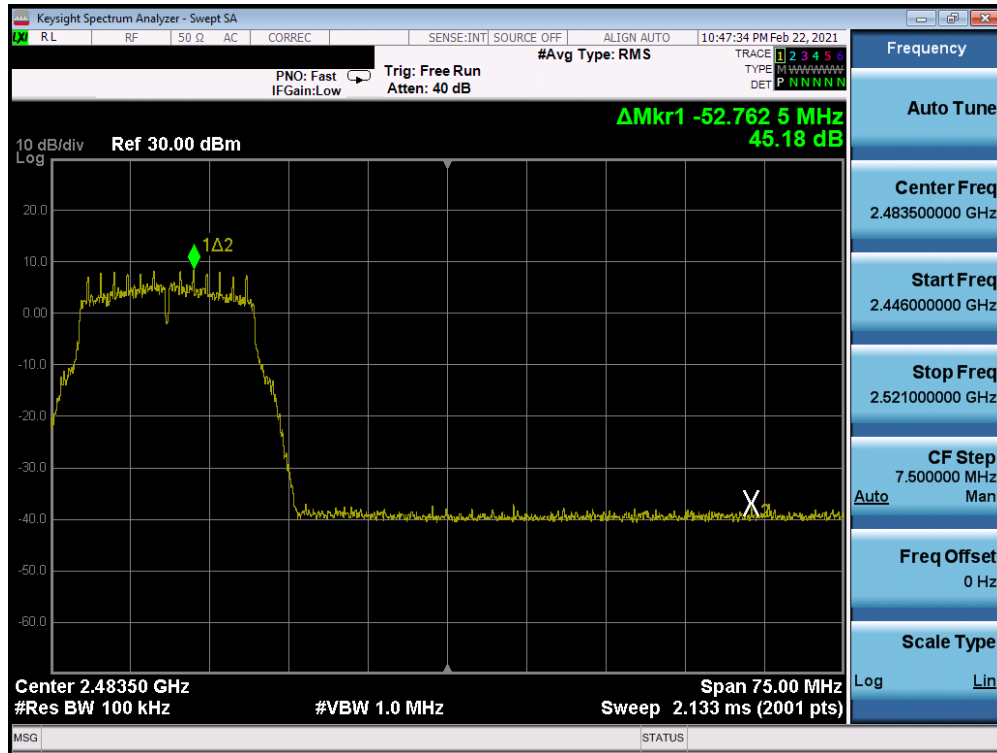 Keysight Spectrum Analyzer - Swept SA
LXI RL RF 50 Ω AC CORREC SENSE:INT SOURCE OFF ALIGN AUTO 10:47:34 PM Feb 22, 2021
#Avg Type: RMS
TRACE 1 2 3 4 5 6
PNO: Fast Trig: Free Run
TYPE M W W W W W
IFGain:Low Atten: 40 dB
DET P N N N N N
ΔMkr1 -52.762 5 MHz
45.18 dB
10 dB/div Ref 30.00 dBm
Log
20.0
1Δ2
10.0
0.00
-10.0
-20.0
-30.0
X
-40.0
-50.0
-60.0
Center 2.48350 GHz Span 75.00 MHz
#Res BW 100 kHz #VBW 1.0 MHz Sweep 2.133 ms (2001 pts)
MSG STATUS
Frequency
Auto Tune
Center Freq
2.483500000 GHz
Start Freq
2.446000000 GHz
Stop Freq
2.521000000 GHz
CF Step
7.500000 MHz
Auto Man
Freq Offset
0 Hz
Scale Type
Log Lin